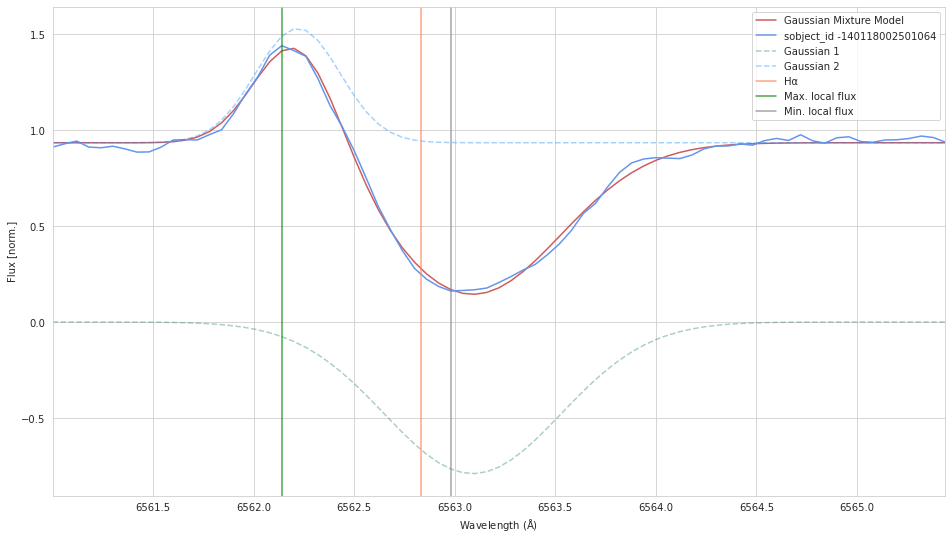 Gaussian Mixture Model
sobject_id -140118002501064
Gaussian 1
Gaussian 2
Hα
Max. local flux
Min. local flux
1.5
1.0
0.5
0.0
−0.5
Flux [norm.]
6561.5 6562.0 6562.5 6563.0 6563.5 6564.0 6564.5 6565.0
Wavelength (Å)